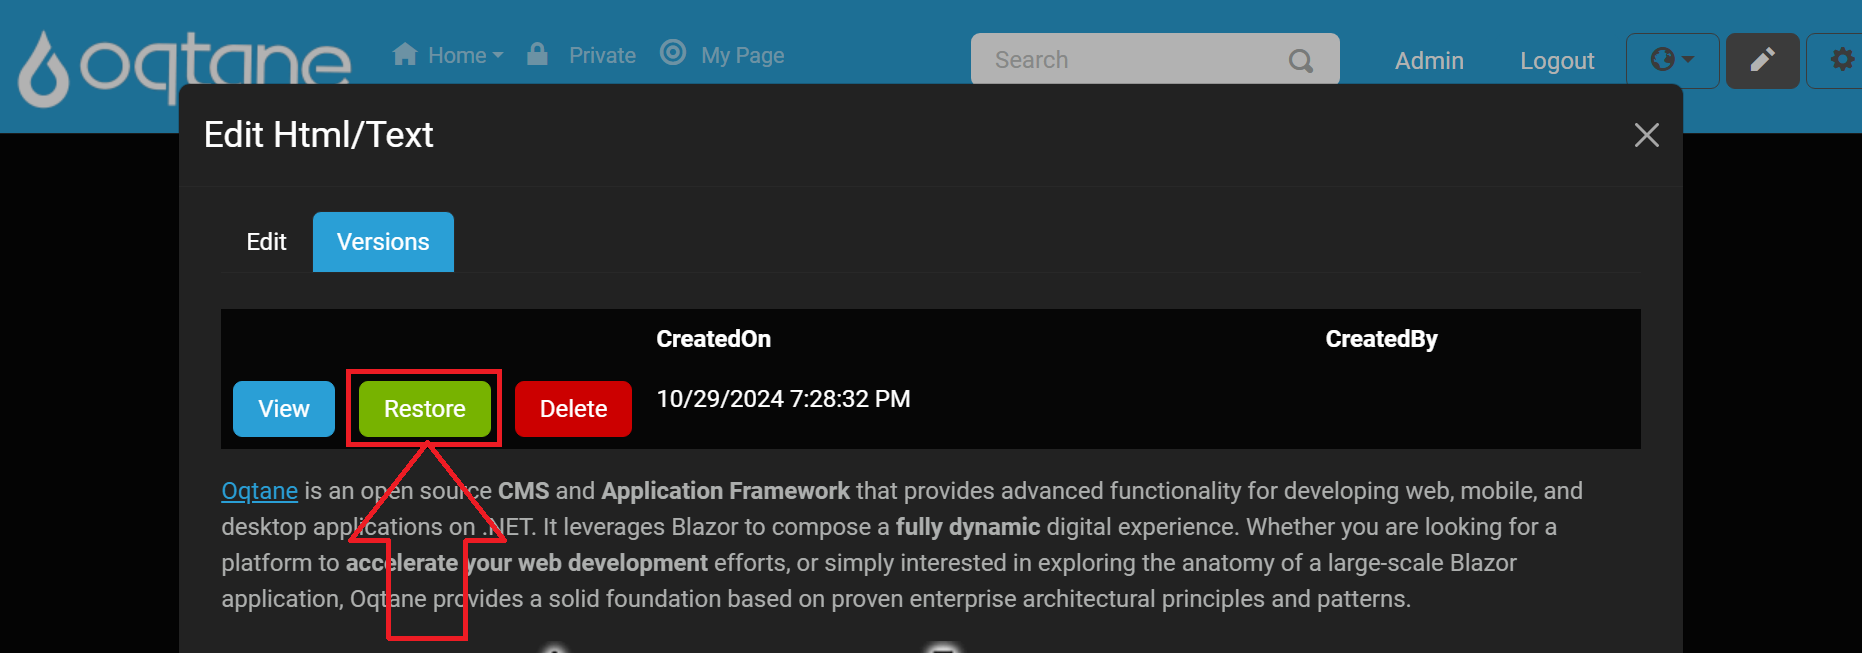 oqtane
Home
Private
My Page
Search
Admin
Logout
Edit Html/Text
Edit
Versions
CreatedOn
CreatedBy
View
Restore
Delete
10/29/2024 7:28:32 PM
Oqtane is an open source CMS and Application Framework that provides advanced functionality for developing web, mobile, and
desktop applications on .NET. It leverages Blazor to compose a fully dynamic digital experience. Whether you are looking for a
platform to accelerate your web development efforts, or simply interested in exploring the anatomy of a large-scale Blazor
application, Oqtane provides a solid foundation based on proven enterprise architectural principles and patterns.